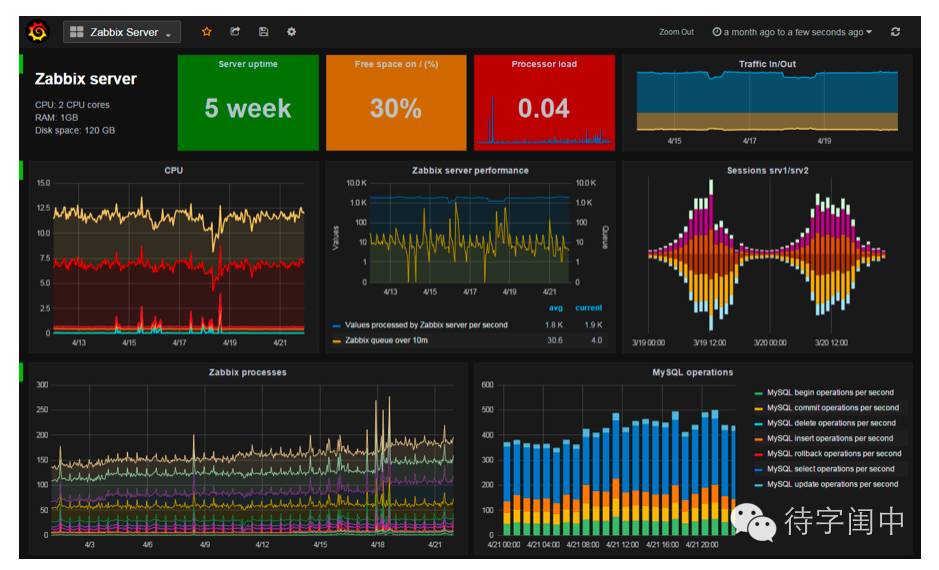 Zabbix Server
Zoom Out
a month ago to a few seconds ago
Zabbix server
CPU: 2 CPU cores
RAM: 1GB
Disk space: 120 GB
Server uptime
5 week
Free space on / (%)
30%
Processor load
0.04
Traffic In/Out
4/15 4/17 4/19
CPU
15.0
12.5
10.0
7.5
5.0
2.5
0
4/13 4/15 4/17 4/19 4/21
Zabbix server performance
Values
10.0 K
1.0 K
100
10
1
0
10.0 K
1.0 K
100
10
1
0
Queue
4/13 4/15 4/17 4/19 4/21
avg current
Values processed by Zabbix server per second 1.8 K 1.9 K
Zabbix queue over 10m 30.6 4.0
Sessions srv1/srv2
3/19 00:00 3/19 12:00 3/20 00:00 3/20 12:00
Zabbix processes
300
250
200
150
100
50
0
4/3 4/6 4/9 4/12 4/15 4/18 4/21
MySQL operations
600
500
400
300
200
100
0
4/21 00:00 4/21 04:00 4/21 08:00 4/21 12:00 4/21 16:00 4/21 20:00
MySQL begin operations per second
MySQL commit operations per second
MySQL delete operations per second
MySQL insert operations per second
MySQL rollback operations per second
MySQL select operations per second
MySQL update operations per second
待字闺中